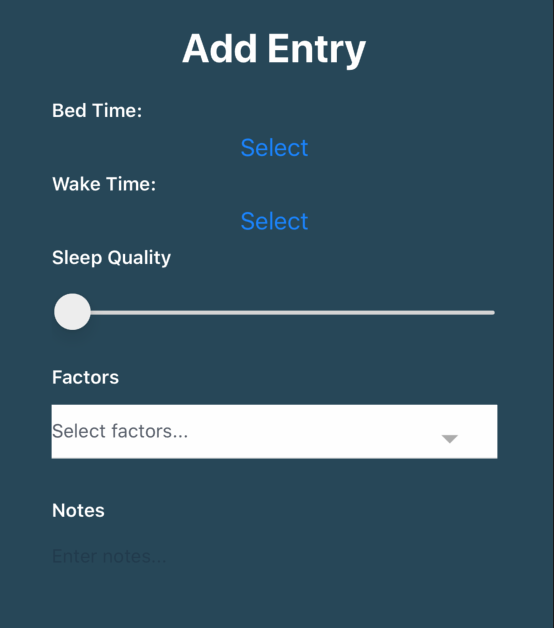 Add Entry
Bed Time:
Select
Wake Time:
Select
Sleep Quality
Factors
Select factors...
Notes
Enter notes...